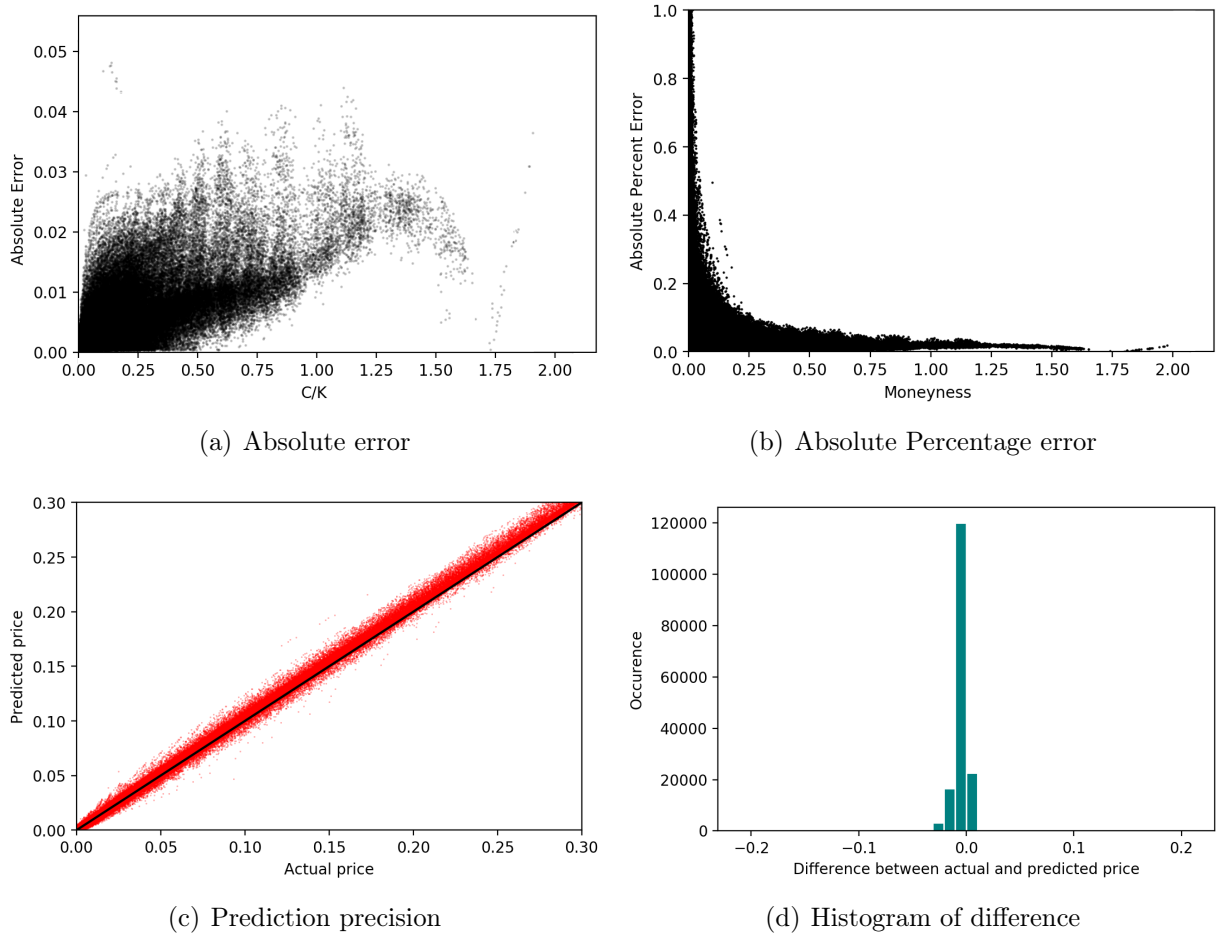 0.05
0.04
0.03
0.02
0.01
0.00
Absolute Error
0.00 0.25 0.50 0.75 1.00 1.25 1.50 1.75 2.00
C/K
(a) Absolute error
1.0
0.8
0.6
0.4
0.2
0.0
Absolute Percent Error
0.00 0.25 0.50 0.75 1.00 1.25 1.50 1.75 2.00
Moneyness
(b) Absolute Percentage error
0.30
0.25
0.20
0.15
0.10
0.05
0.00
Predicted price
0.00 0.05 0.10 0.15 0.20 0.25 0.30
Actual price
(c) Prediction precision
120000
100000
80000
60000
40000
20000
0
Occurence
−0.2 −0.1 0.0 0.1 0.2
Difference between actual and predicted price
(d) Histogram of difference